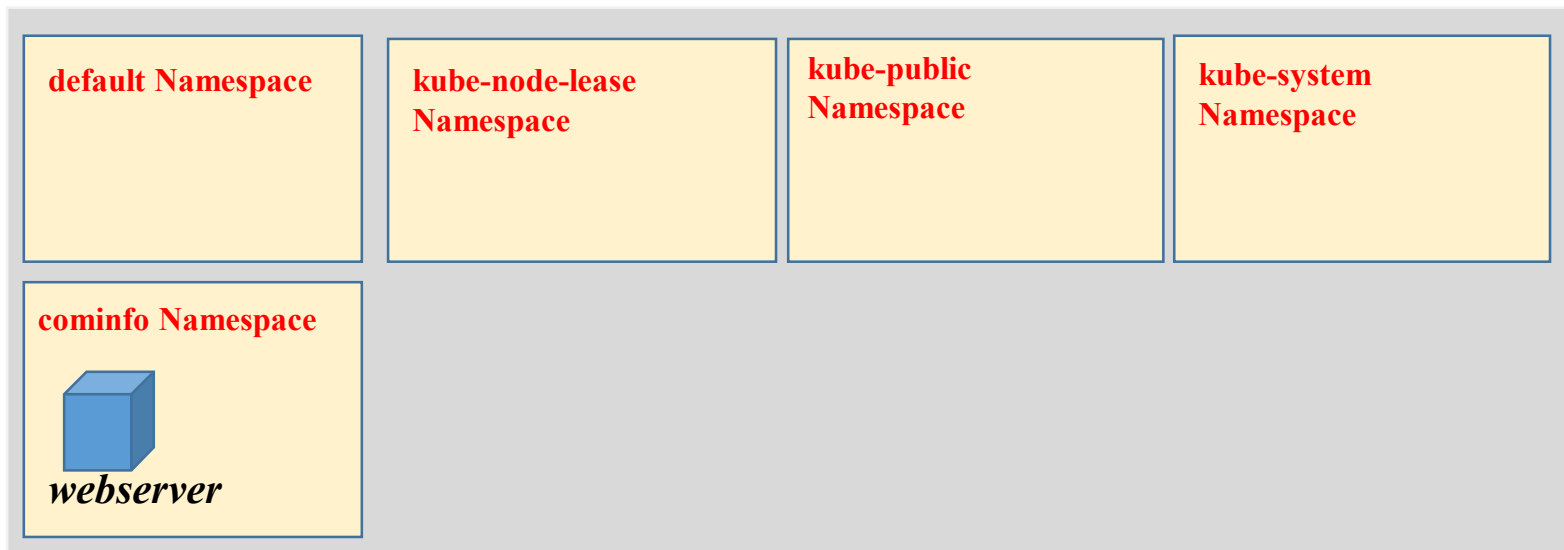 default Namespace
kube-node-lease
Namespace
kube-public
Namespace
kube-system
Namespace
cominfo Namespace
webserver